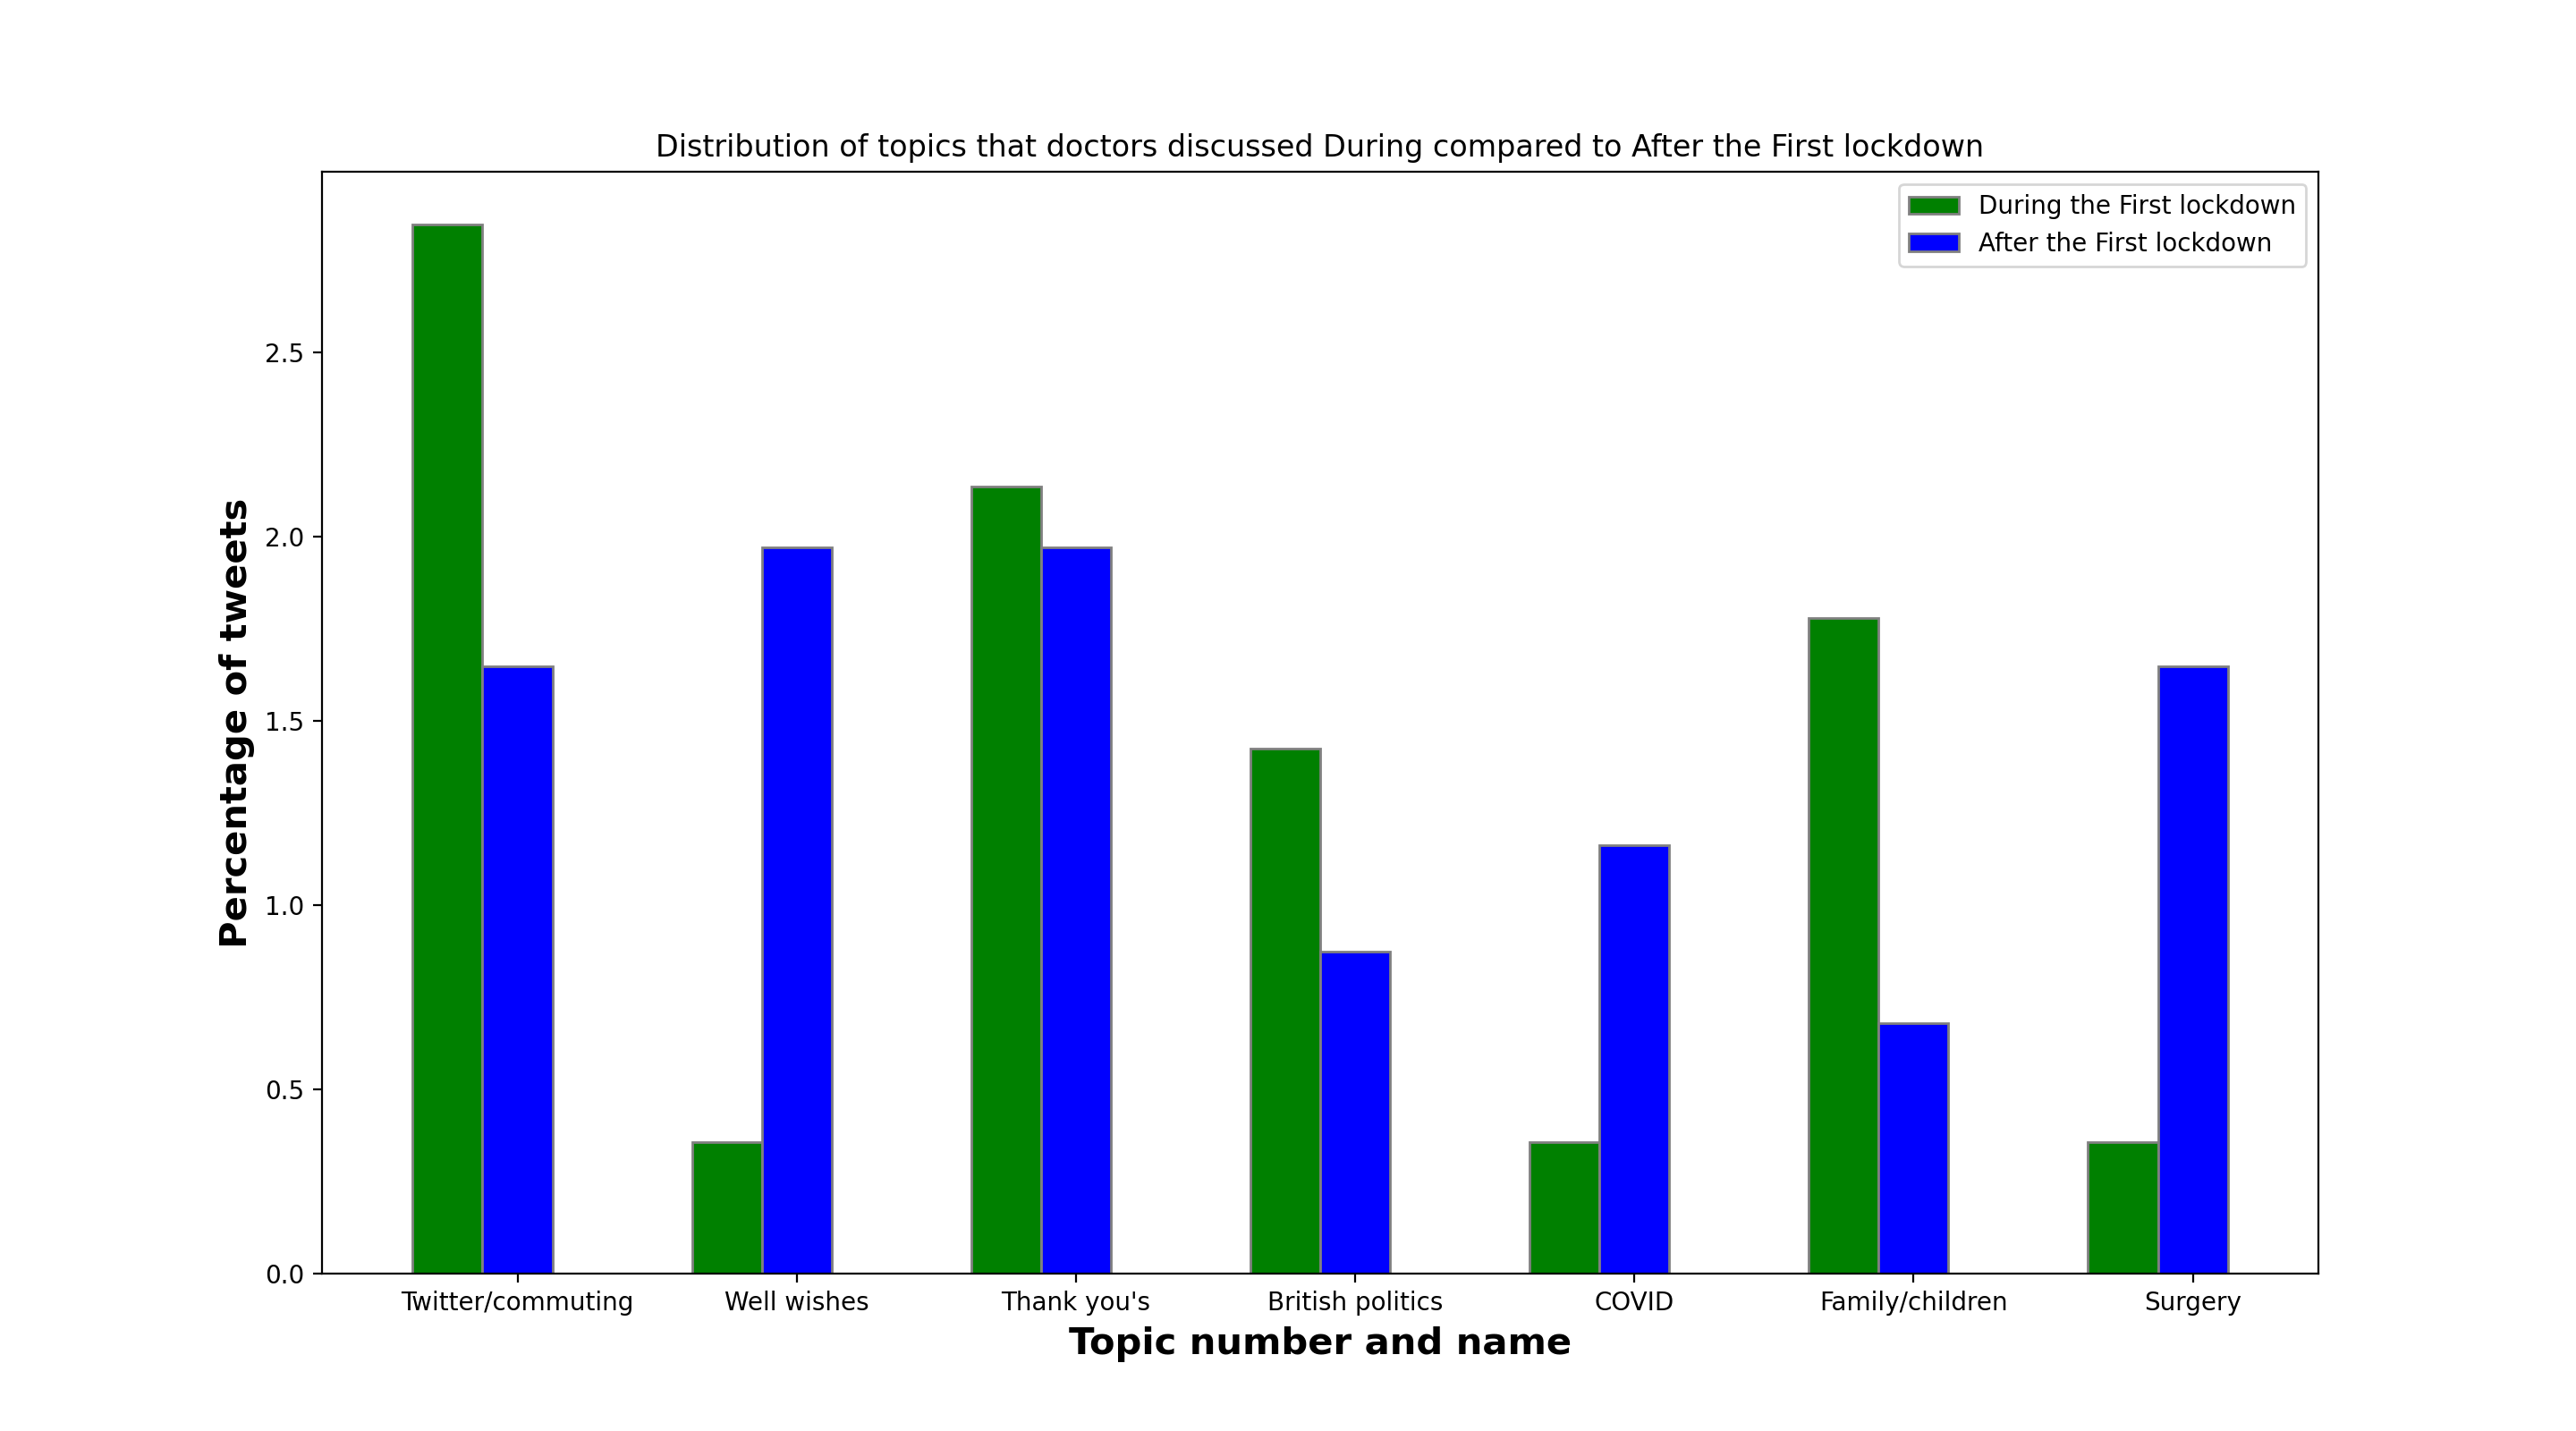 Distribution of topics that doctors discussed During compared to After the First lockdown
During the First lockdown
After the First lockdown
Percentage of tweets
2.5
2.0
1.5
1.0
0.5
0.0
Twitter/commuting
Well wishes
Thank you's
British politics
COVID
Family/children
Surgery
Topic number and name